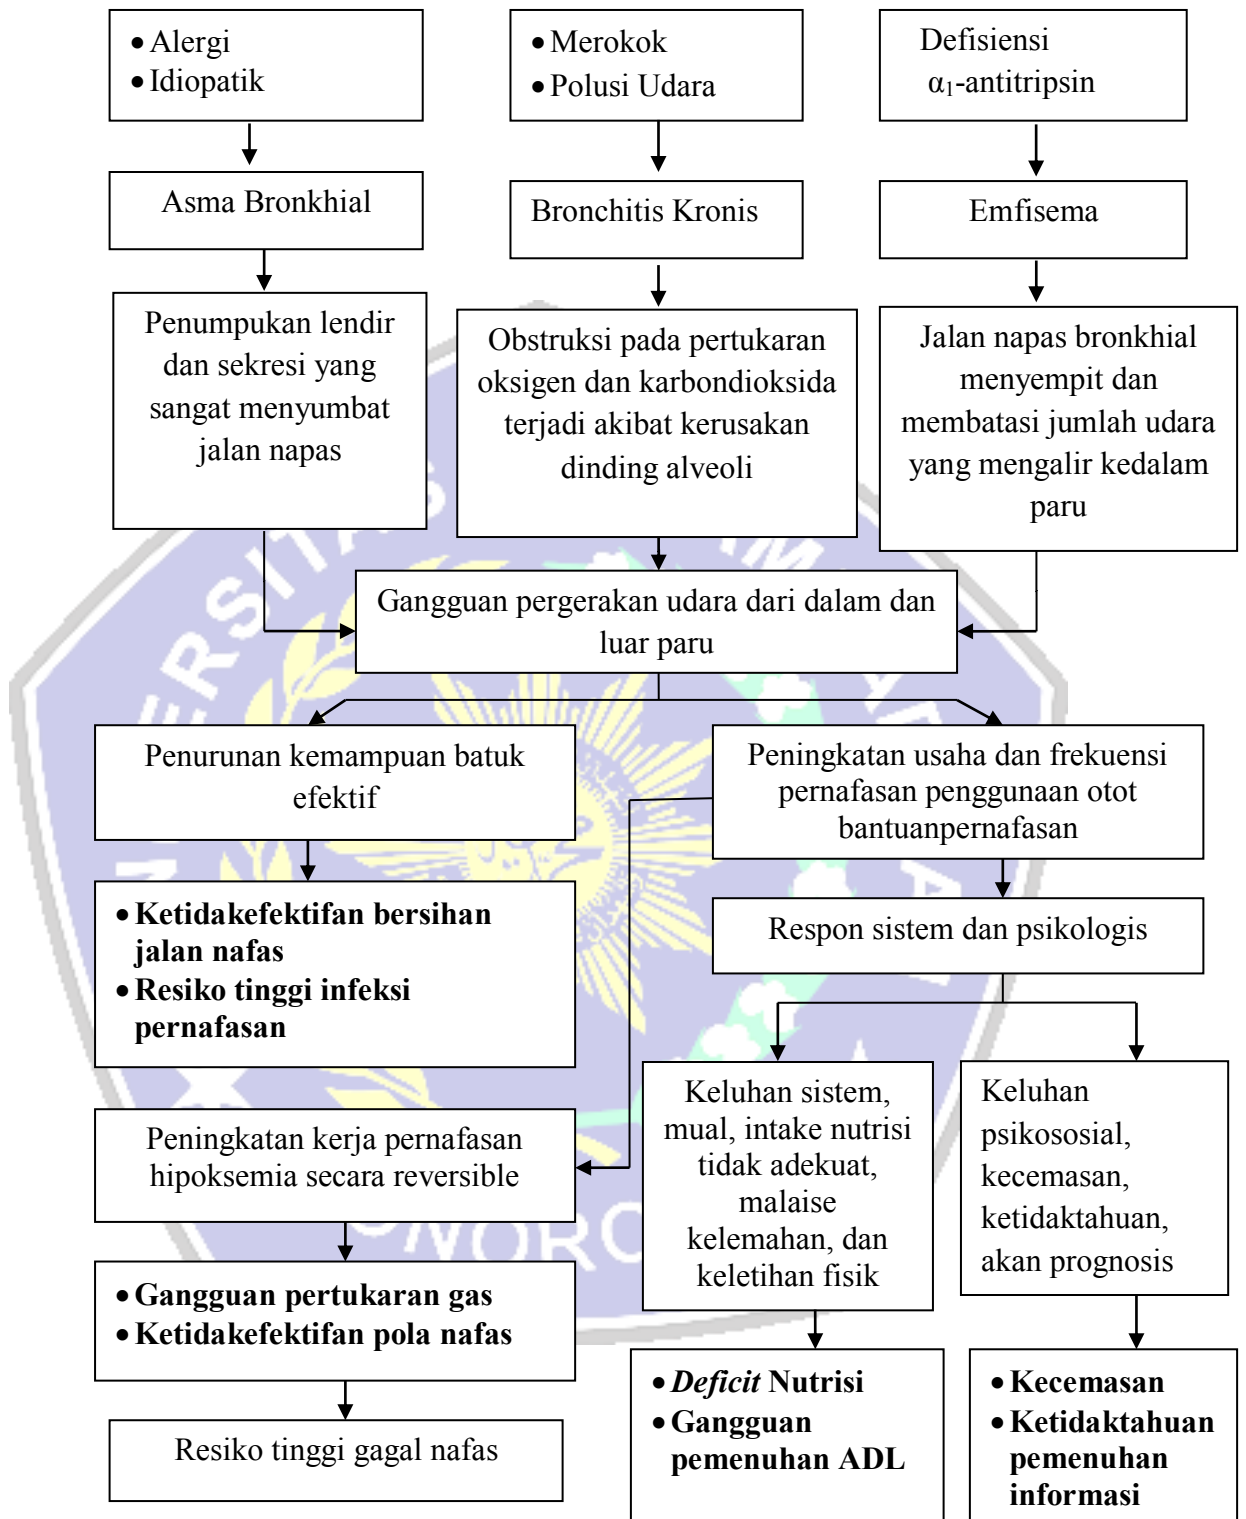 • Alergi
• Idiopatik
• Merokok
• Polusi Udara
Defisiensi
α₁-antitripsin
Asma Bronkhial
Bronchitis Kronis
Emfisema
Penumpukan lendir
dan sekresi yang
sangat menyumbat
jalan napas
Obstruksi pada pertukaran
oksigen dan karbondioksida
terjadi akibat kerusakan
dinding alveoli
Jalan napas bronkhial
menyempit dan
membatasi jumlah udara
yang mengalir kedalam
paru
Gangguan pergerakan udara dari dalam dan
luar paru
Penurunan kemampuan batuk
efektif
Peningkatan usaha dan frekuensi
pernafasan penggunaan otot
bantuanpernafasan
• Ketidakefektifan bersihan
jalan nafas
• Resiko tinggi infeksi
pernafasan
Respon sistem dan psikologis
Peningkatan kerja pernafasan
hipoksemia secara reversible
Keluhan sistem,
mual, intake nutrisi
tidak adekuat,
malaise
kelemahan, dan
keletihan fisik
Keluhan
psikososial,
kecemasan,
ketidaktahuan,
akan prognosis
• Gangguan pertukaran gas
• Ketidakefektifan pola nafas
• Deficit Nutrisi
• Gangguan
pemenuhan ADL
• Kecemasan
• Ketidaktahuan
pemenuhan
informasi
Resiko tinggi gagal nafas